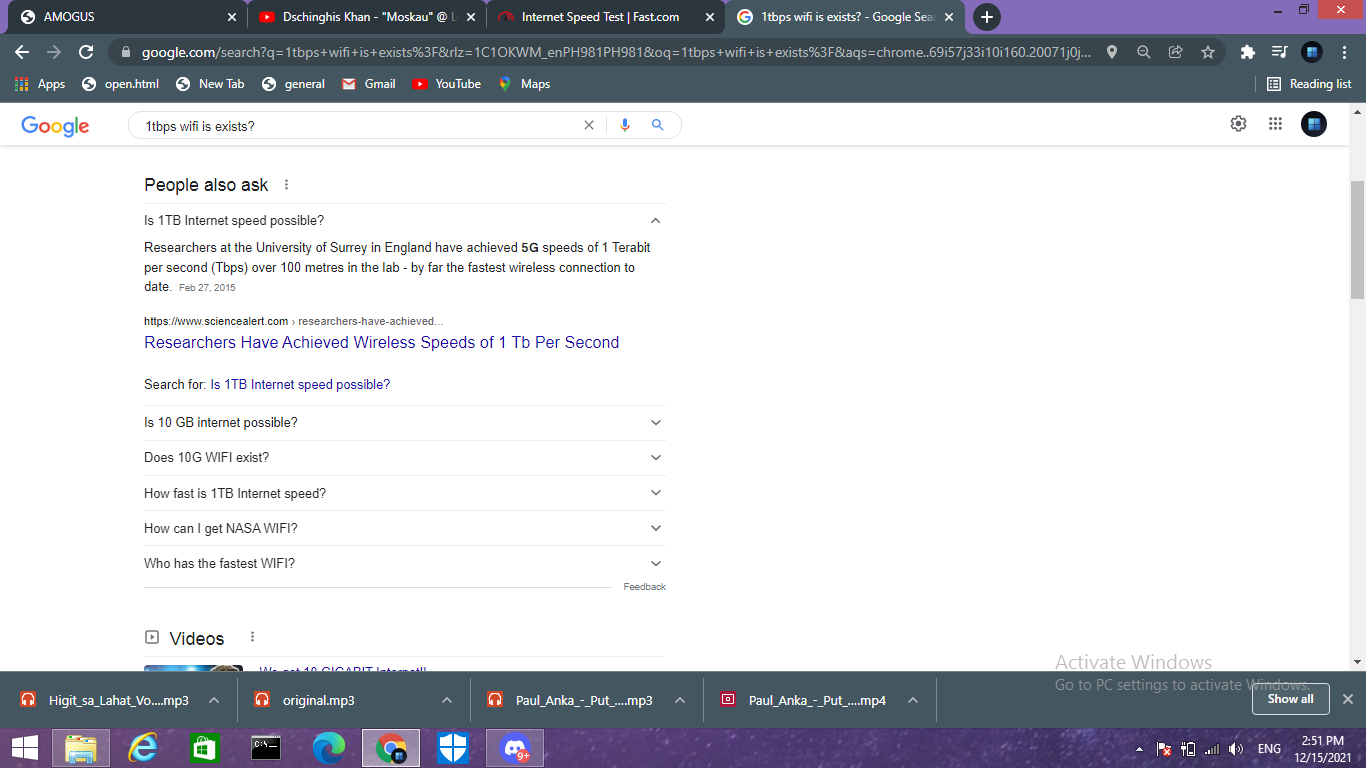 AMOGUS
Dschinghis Khan - "Moskau" @ L
Internet Speed Test | Fast.com
1tbps wifi is exists? - Google Sea
google.com/search?q=1tbps+wifi+is+exists%3F&rlz=1C1OKWM_enPH981PH981&oq=1tbps+wifi+is+exists%3F&aqs=chrome..69i57j33i10i160.20071j0j...
Apps
open.html
New Tab
general
Gmail
YouTube
Maps
Reading list
Google
1tbps wifi is exists?
People also ask
Is 1TB Internet speed possible?
Researchers at the University of Surrey in England have achieved 5G speeds of 1 Terabit
per second (Tbps) over 100 metres in the lab - by far the fastest wireless connection to
date. Feb 27, 2015
https://www.sciencealert.com › researchers-have-achieved...
Researchers Have Achieved Wireless Speeds of 1 Tb Per Second
Search for: Is 1TB Internet speed possible?
Is 10 GB internet possible?
Does 10G WIFI exist?
How fast is 1TB Internet speed?
How can I get NASA WIFI?
Who has the fastest WIFI?
Feedback
Videos
We got 10 GIGABIT Internet!!
Activate Windows
Go to PC settings to activate Windows.
Higit_sa_Lahat_Vo....mp3
original.mp3
Paul_Anka_-_Put_....mp3
Paul_Anka_-_Put_....mp4
Show all
C:\_
9+
ENG
2:51 PM
12/15/2021